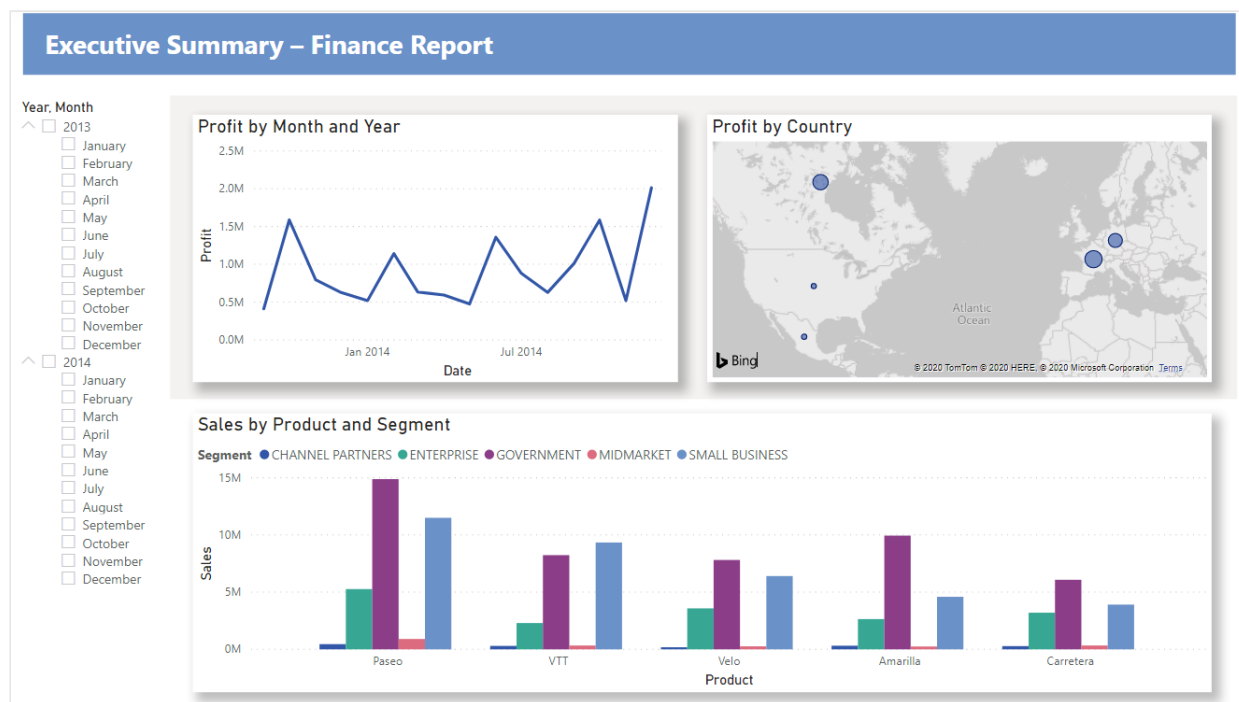 Executive Summary – Finance Report
Year, Month
2013
January
February
March
April
May
June
July
August
September
October
November
December
2014
January
February
March
April
May
June
July
August
September
October
November
December
Profit by Month and Year
2.5M
2.0M
1.5M
1.0M
0.5M
0.0M
Profit
Jan 2014 Jul 2014
Date
Profit by Country
Atlantic
Ocean
Bing
© 2020 TomTom © 2020 HERE, © 2020 Microsoft Corporation Terms
Sales by Product and Segment
Segment CHANNEL PARTNERS ENTERPRISE GOVERNMENT MIDMARKET SMALL BUSINESS
15M
10M
5M
0M
Sales
Paseo VTT Velo Amarilla Carretera
Product